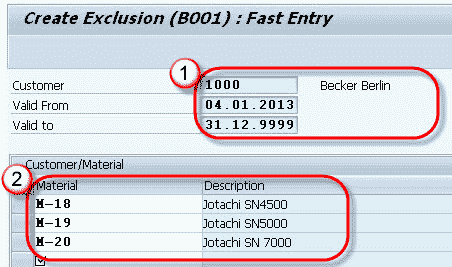 Create Exclusion (B001) : Fast Entry
1
Customer 1000 Becker Berlin
Valid From 04.01.2013
Valid to 31.12.9999
Customer/Material
2
Material Description
M-18 Jotachi SN4500
M-19 Jotachi SN5000
M-20 Jotachi SN 7000